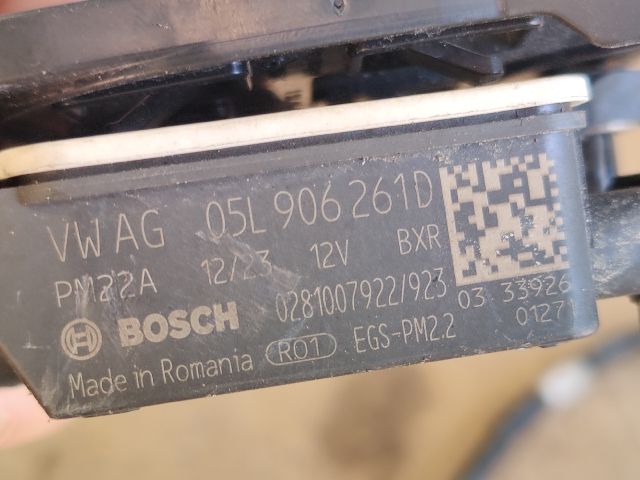 VW AG 05L 906 261D
PM22A 12/23 12V BXR
BOSCH 0281007922/923 03 33926
Made in Romania R01 EGS-PM2.2 01271